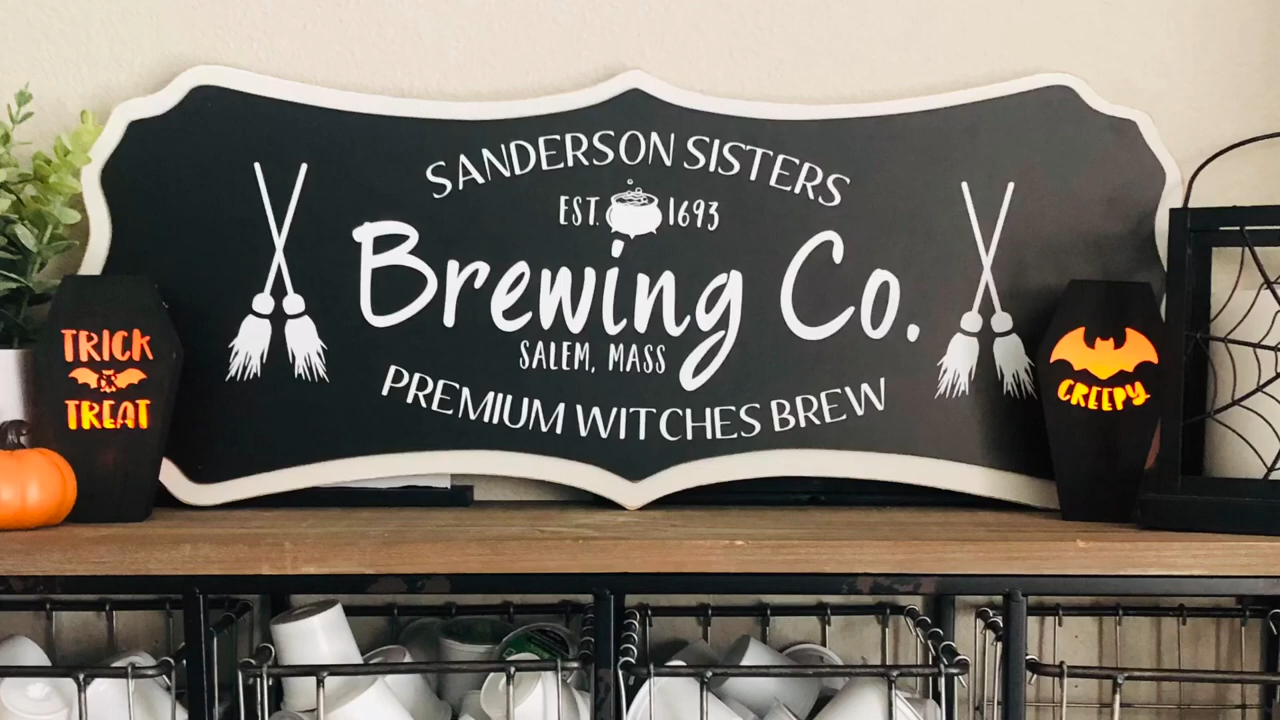 SANDERSON SISTERS
EST. 1693
Brewing Co.
SALEM, MASS
PREMIUM WITCHES BREW
TRICK
TREAT
CREEPY